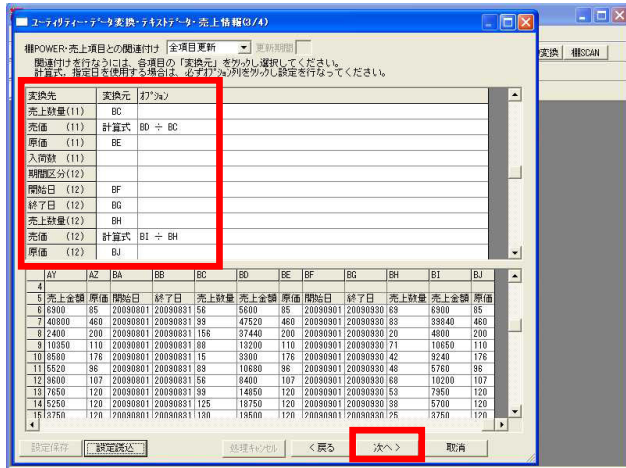 ユーティリティー・データ変換・テキストデータ・売上情報(3/4)
棚POWER・売上項目との関連付け 全項目更新 更新期間
関連付けを行なうには、各項目の「変換元」をクリックし選択してください。
計算式、指定日を使用する場合は、必ずオプション列をクリックし設定を行なってください。
変換 棚SCAN
変換先 変換元 オプション
売上数量(11) BC
売価 (11) 計算式 BD ÷ BC
原価 (11) BE
入荷数 (11)
期間区分(12)
開始日 (12) BF
終了日 (12) BG
売上数量(12) BH
売価 (12) 計算式 BI ÷ BH
原価 (12) BJ
AY AZ BA BB BC BD BE BF BG BH BI BJ
4
5 売上金額 原価 開始日 終了日 売上数量 売上金額 原価 開始日 終了日 売上数量 売上金額 原価
6 6900 85 20090801 20090831 56 5600 85 20090901 20090930 69 6900 85
7 40800 460 20090801 20090831 99 47520 460 20090901 20090930 83 39840 460
8 2400 200 20090801 20090831 156 37440 200 20090901 20090930 20 4800 200
9 10350 110 20090801 20090831 88 13200 110 20090901 20090930 71 10650 110
10 8580 176 20090801 20090831 15 3300 176 20090901 20090930 42 9240 176
11 5520 96 20090801 20090831 89 10680 96 20090901 20090930 48 5760 96
12 9600 107 20090801 20090831 56 8400 107 20090901 20090930 68 10200 107
13 7650 120 20090801 20090831 99 14850 120 20090901 20090930 53 7950 120
14 5250 120 20090801 20090831 125 18750 120 20090901 20090930 38 5700 120
15 3750 120 20090801 20090831 130 19500 120 20090901 20090930 25 3750 120
設定保存 設定読込 処理キャンセル < 戻る 次へ > 取消